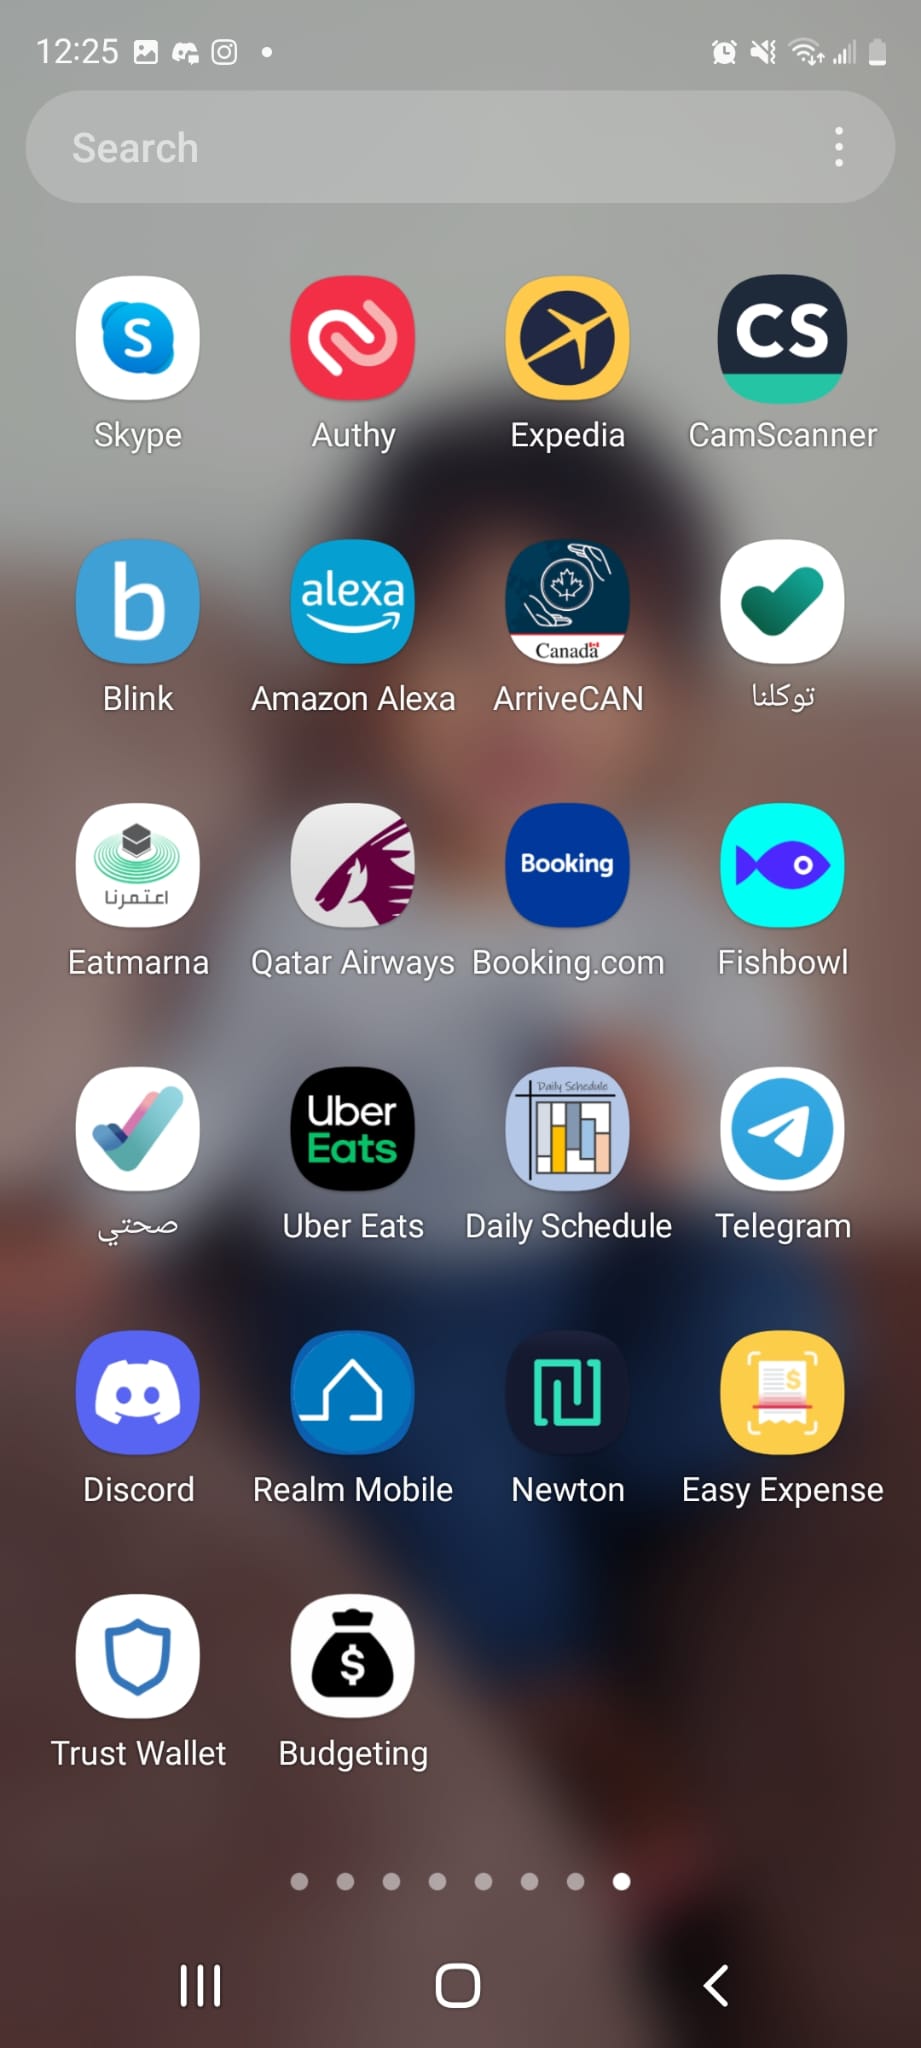 12:25
Search
S
CS
Skype
Authy
Expedia
CamScanner
b
alexa
Canada
Blink
Amazon Alexa
ArriveCAN
توكلنا
اعتمرنا
Booking
Eatmarna
Qatar Airways
Booking.com
Fishbowl
Uber
Eats
Daily Schedule
صحتي
Uber Eats
Daily Schedule
Telegram
$
Discord
Realm Mobile
Newton
Easy Expense
$
Trust Wallet
Budgeting